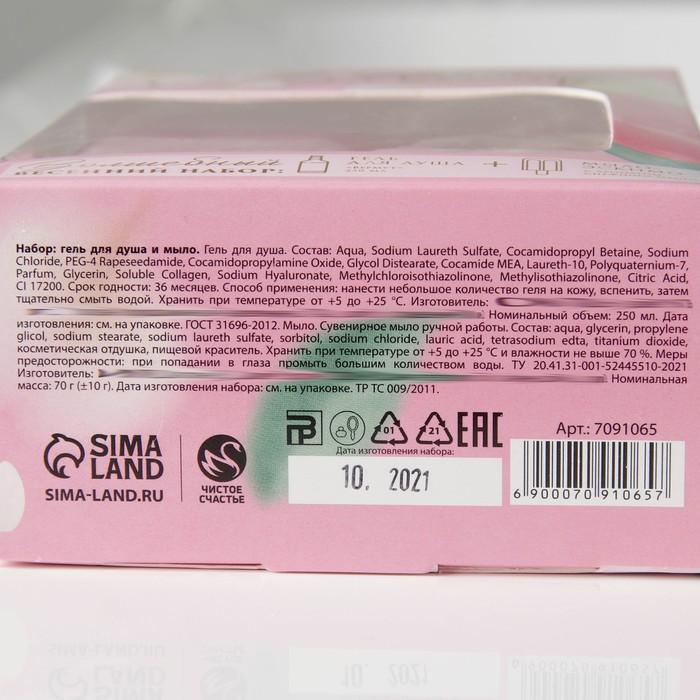 Волшебный
ВЕСЕННИЙ НАБОР:
ГЕЛЬ
ДЛЯ ДУША
+
Набор: гель для душа и мыло. Гель для душа. Состав: Aqua, Sodium Laureth Sulfate, Cocamidopropyl Betaine, Sodium
Chloride, PEG-4 Rapeseedamide, Cocamidopropylamine Oxide, Glycol Distearate, Cocamide MEA, Laureth-10, Polyquaternium-7,
Parfum, Glycerin, Soluble Collagen, Sodium Hyaluronate, Methylchloroisothiazolinone, Methylisothiazolinone, Citric Acid,
CI 17200. Срок годности: 36 месяцев. Способ применения: нанести небольшое количество геля на кожу, вспенить, затем
тщательно смыть водой. Хранить при температуре от +5 до +25 °C. Изготовитель:
Номинальный объем: 250 мл. Дата
изготовления: см. на упаковке. ГОСТ 31696-2012. Мыло. Сувенирное мыло ручной работы. Состав: aqua, glycerin, propylene
glicol, sodium stearate, sodium laureth sulfate, sorbitol, sodium chloride, lauric acid, tetrasodium edta, titanium dioxide,
косметическая отдушка, пищевой краситель. Хранить при температуре от +5 до +25 °C и влажности не выше 70 %. Меры
предосторожности: при попадании в глаза промыть большим количеством воды. ТУ 20.41.31-001-52445510-2021
Изготовитель: Номинальная
масса: 70 г (±10 г). Дата изготовления набора: см. на упаковке. ТР ТС 009/2011.
SIMA
LAND
SIMA-LAND.RU
ЧИСТОЕ
СЧАСТЬЕ
01
21
EAC
Дата изготовления набора:
10. 2021
Арт.: 7091065
6 900070 910657